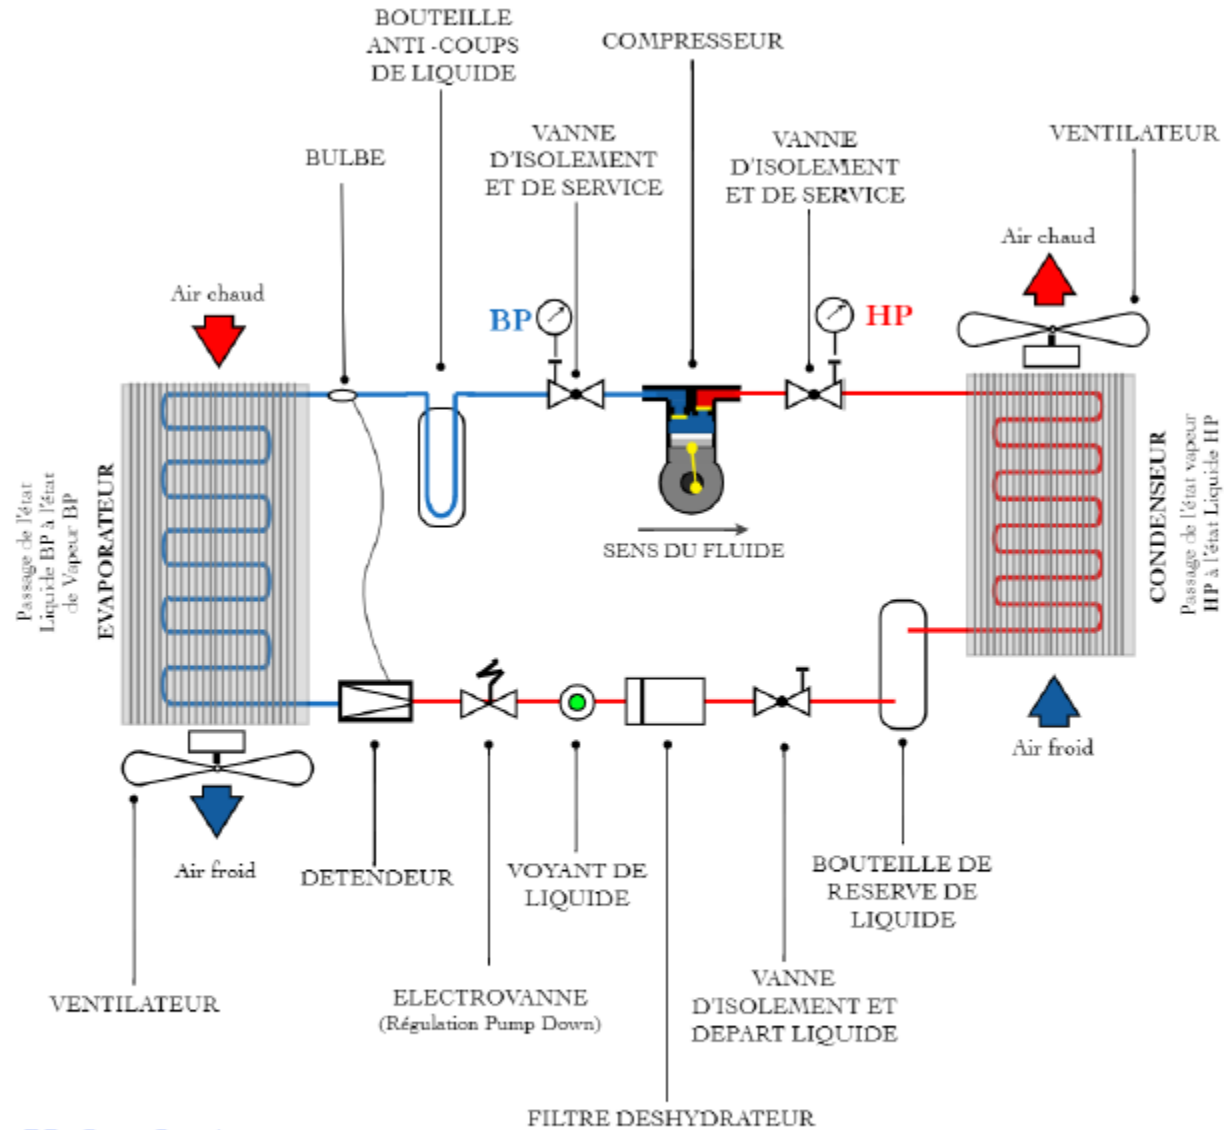 BOUTEILLE
ANTI -COUPS
DE LIQUIDE
COMPRESSEUR
VANNE
D'ISOLEMENT
ET DE SERVICE
VANNE
D'ISOLEMENT
ET DE SERVICE
VENTILATEUR
BULBE
Air chaud
Air chaud
BP
HP
Passage de l'état
Liquide BP à l'état
de Vapeur BP
EVAPORATEUR
CONDENSEUR
Passage de l'état vapeur
HP à l'état Liquide HP
SENS DU FLUIDE
Air froid
Air froid
DETENDEUR
VOYANT DE
LIQUIDE
BOUTEILLE DE
RESERVE DE
LIQUIDE
VENTILATEUR
ELECTROVANNE
(Régulation Pump Down)
VANNE
D'ISOLEMENT ET
DEPART LIQUIDE
FILTRE DESHYDRATEUR